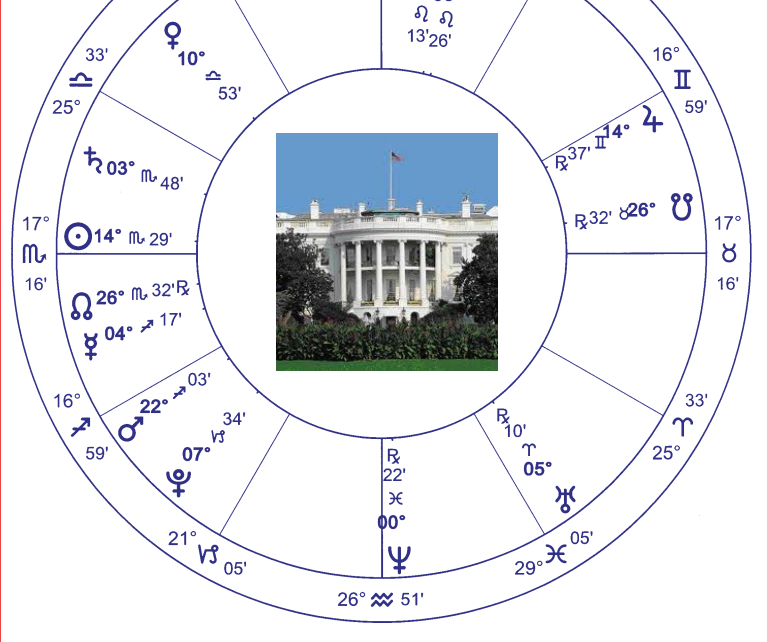 ♌ ♌
13' 26'
♀ 10° ♎ 53'
33' ♎ 25°
16° ♊ 59'
♃ 14° ♊ 37' ℞
♄ 03° ♏ 48'
☋ 26° ♉ 32' ℞
☉ 14° ♏ 29'
17° ♏ 16'
17° ♉ 16'
☊ 26° ♏ 32' ℞
☿ 04° ♐ 17'
♂ 22° ♐ 03'
16° ♐ 59'
33' ♈ 25°
♇ 07° ♑ 34'
℞ 10' ♈ 05° ♅
℞ 22' ♓ 00° ♆
21° ♑ 05'
29° ♓ 05'
26° ♒ 51'